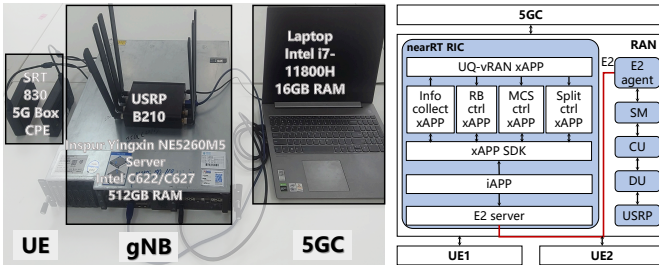 SRT
830
5G Box
CPE
USRP
B210
Inspur Yingxin NE5260M5
Server
Intel C622/C627
512GB RAM
Laptop
Intel i7-
11800H
16GB RAM
UE
gNB
5GC
5GC
nearRT RIC
RAN
UQ-vRAN xAPP
E2
Info
collect
xAPP
RB
ctrl
xAPP
MCS
ctrl
xAPP
Split
ctrl
xAPP
xAPP SDK
iAPP
E2 server
E2
agent
SM
CU
DU
USRP
UE1
UE2